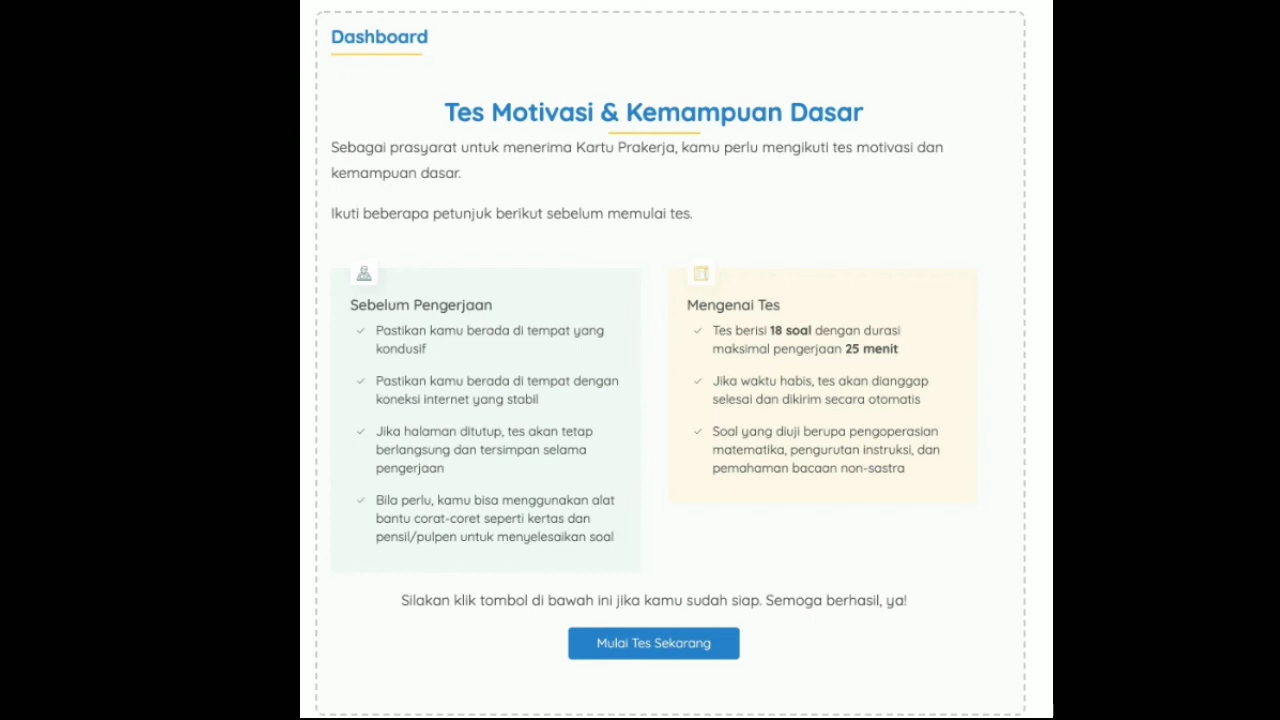 Dashboard
Tes Motivasi & Kemampuan Dasar
Sebagai prasyarat untuk menerima Kartu Prakerja, kamu perlu mengikuti tes motivasi dan
kemampuan dasar.
Ikuti beberapa petunjuk berikut sebelum memulai tes.
Sebelum Pengerjaan
Pastikan kamu berada di tempat yang
kondusif
Pastikan kamu berada di tempat dengan
koneksi internet yang stabil
Jika halaman ditutup, tes akan tetap
berlangsung dan tersimpan selama
pengerjaan
Bila perlu, kamu bisa menggunakan alat
bantu corat-coret seperti kertas dan
pensil/pulpen untuk menyelesaikan soal
Mengenai Tes
Tes berisi 18 soal dengan durasi
maksimal pengerjaan 25 menit
Jika waktu habis, tes akan dianggap
selesai dan dikirim secara otomatis
Soal yang diuji berupa pengoperasian
matematika, pengurutan instruksi, dan
pemahaman bacaan non-sastra
Silakan klik tombol di bawah ini jika kamu sudah siap. Semoga berhasil, ya!
Mulai Tes Sekarang